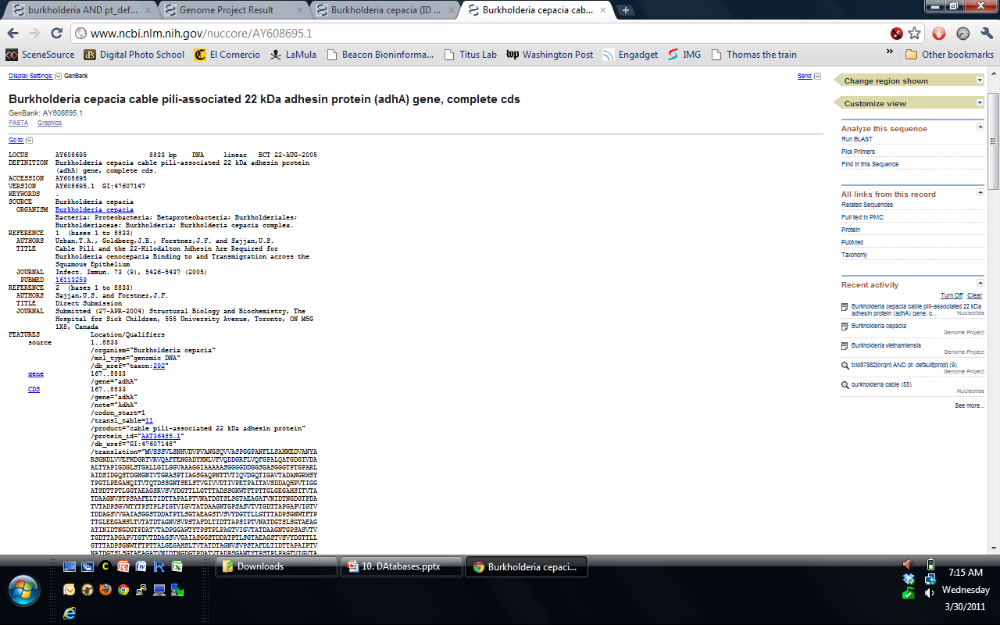 burkholderia AND pt_def...
Genome Project Result
Burkholderia cepacia (ID ...
Burkholderia cepacia cab...
www.ncbi.nlm.nih.gov/nuccore/AY608695.1
SceneSource
Digital Photo School
El Comercio
LaMula
Beacon Bioninforma...
Titus Lab
Washington Post
Engadget
IMG
Thomas the train
»
Other bookmarks
Display Settings: GenBank
Send:
Burkholderia cepacia cable pili-associated 22 kDa adhesin protein (adhA) gene, complete cds
GenBank: AY608695.1
FASTA Graphics
Go to:
LOCUS AY608695 8833 bp DNA linear BCT 22-AUG-2005
DEFINITION Burkholderia cepacia cable pili-associated 22 kDa adhesin protein
(adhA) gene, complete cds.
ACCESSION AY608695
VERSION AY608695.1 GI:47607147
KEYWORDS .
SOURCE Burkholderia cepacia
ORGANISM Burkholderia cepacia
Bacteria; Proteobacteria; Betaproteobacteria; Burkholderiales;
Burkholderiaceae; Burkholderia; Burkholderia cepacia complex.
REFERENCE 1 (bases 1 to 8833)
AUTHORS Urban,T.A., Goldberg,J.B., Forstner,J.F. and Sajjan,U.S.
TITLE Cable Pili and the 22-Kilodalton Adhesin Are Required for
Burkholderia cenocepacia Binding to and Transmigration across the
Squamous Epithelium
JOURNAL Infect. Immun. 73 (9), 5426-5437 (2005)
PUBMED 16113259
REFERENCE 2 (bases 1 to 8833)
AUTHORS Sajjan,U.S. and Forstner,J.F.
TITLE Direct Submission
JOURNAL Submitted (27-APR-2004) Structural Biology and Biochemistry, The
Hospital for Sick Children, 555 University Avenue, Toronto, ON M5G
1X8, Canada
FEATURES Location/Qualifiers
source 1..8833
/organism="Burkholderia cepacia"
/mol_type="genomic DNA"
/db_xref="taxon:292"
gene 167..8833
/gene="adhA"
CDS 167..8833
/gene="adhA"
/note="AdhA"
/codon_start=1
/transl_table=11
/product="cable pili-associated 22 kDa adhesin protein"
/protein_id="AAT36485.1"
/db_xref="GI:47607148"
/translation="MVSSSVLSNHVDVPVANGSQVVASPGGPANFLLSAHKEDVANYA
RSGNDLVVEFKDGRTVRVQAFFENGADYHNLVFVQDDGRFLVQFGPALQATGDGIVDA
ALTYAPIGDGLSTGALLGILGGVAAAGGIAAAAASGGGGDDGGSGASGGGTPTGPARL
Change region shown
Customize view
Analyze this sequence
Run BLAST
Pick Primers
Find in this Sequence
All links from this record
Related Sequences
Full text in PMC
Protein
PubMed
Taxonomy
Recent activity
Turn Off Clear
Burkholderia cepacia cable pili-associated 22 kDa
adhesin protein (adhA) gene, c...
Nucleotide
Burkholderia cepacia
Genome Project
Burkholderia vietnamiensis
Genome Project
txid87882[orgn] AND pt_default[prop] (9)
Genome Project
burkholderia cable (55)
Nucleotide
See more...
Downloads
10. DAtabases.pptx
Burkholderia cepaci...
7:15 AM
Wednesday
3/30/2011